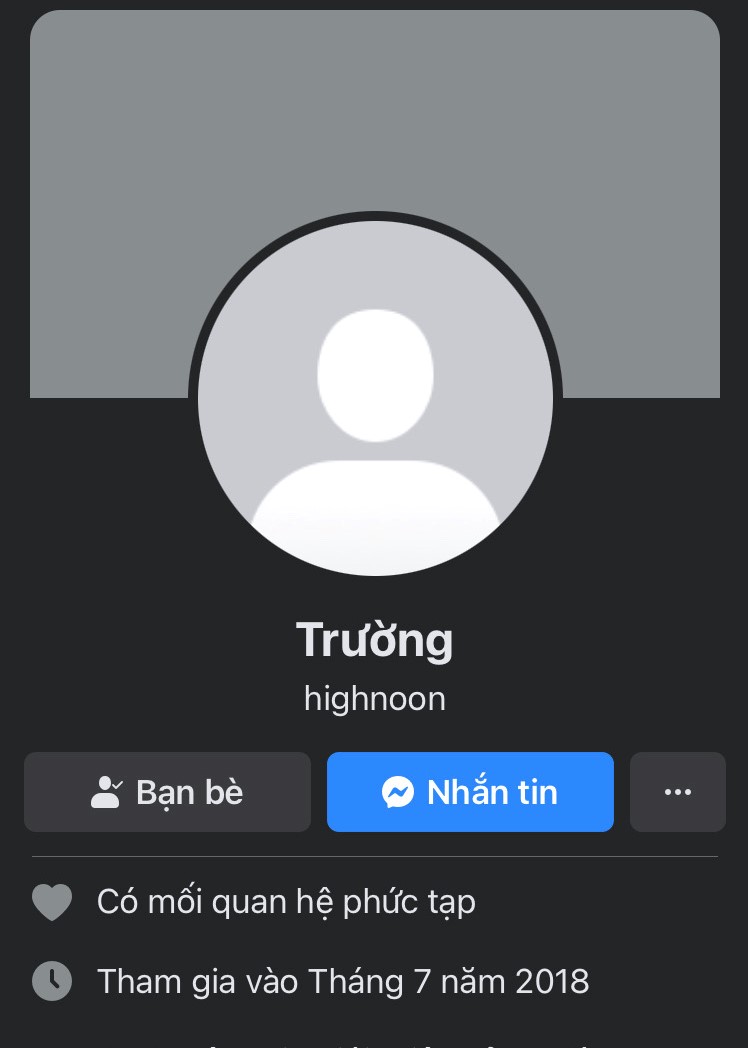 Trường
highnoon
Bạn bè
Nhắn tin
Có mối quan hệ phức tạp
Tham gia vào Tháng 7 năm 2018